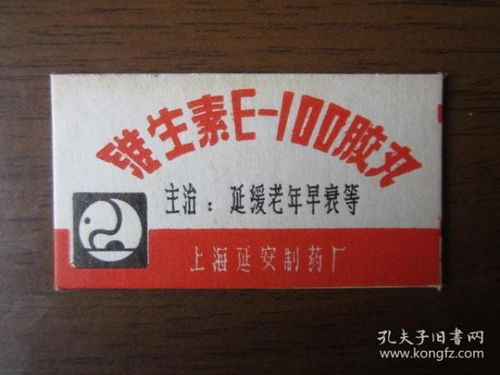 維生素E-100胶丸
主治：延缓老年早衰等
上海延安制药厂
孔夫子旧书网
www.kongfz.com